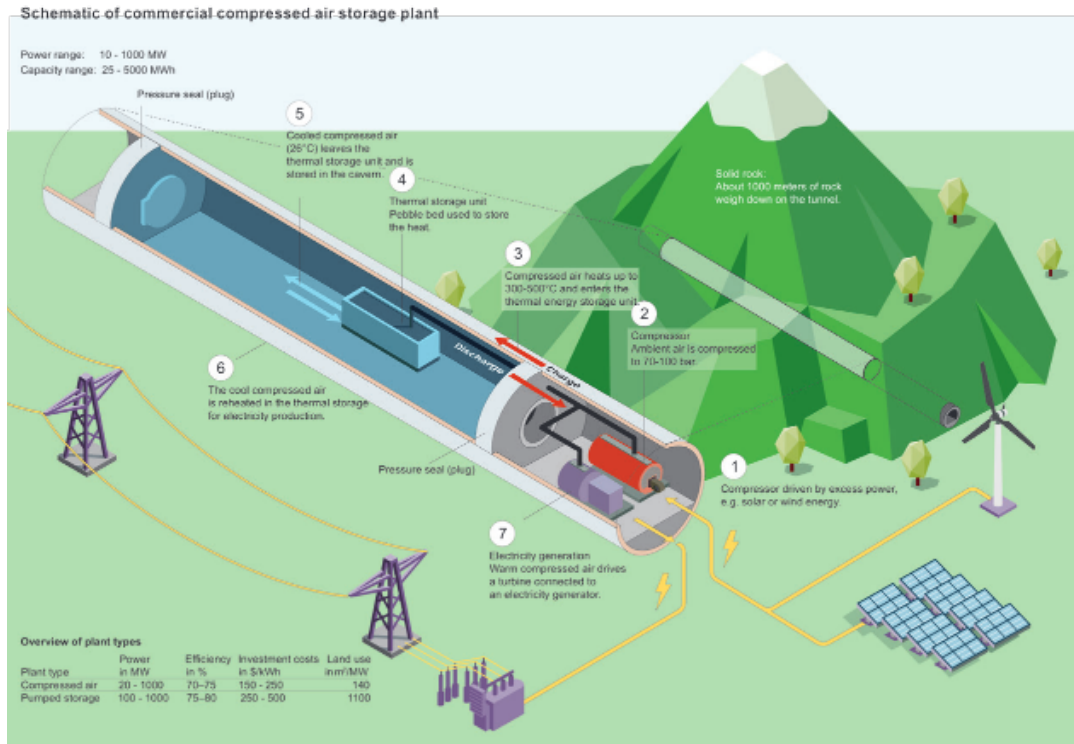 Schematic of commercial compressed air storage plant
Power range: 10 - 1000 MW
Capacity range: 25 - 5000 MWh
Pressure seal (plug)
5
Cooled compressed air
(26°C) leaves the
thermal storage unit and is
stored in the cavern.
4
Thermal storage unit
Pebble bed used to store
the heat.
Solid rock:
About 1000 meters of rock
weigh down on the tunnel.
3
Compressed air heats up to
300-500°C and enters the
thermal energy storage unit.
2
Compressor
Ambient air is compressed
to 70-100 bar.
Discharge
Charge
6
The cool compressed air
is reheated in the thermal storage
for electricity production.
Pressure seal (plug)
1
Compressor driven by excess power,
e.g. solar or wind energy.
7
Electricity generation
Warm compressed air drives
a turbine connected to
an electricity generator.
Overview of plant types
Power Efficiency Investment costs Land use
Plant type in MW in % in $/kWh in m²/MW
Compressed air 20 - 1000 70–75 150 - 250 140
Pumped storage 100 - 1000 75–80 250 - 500 1100